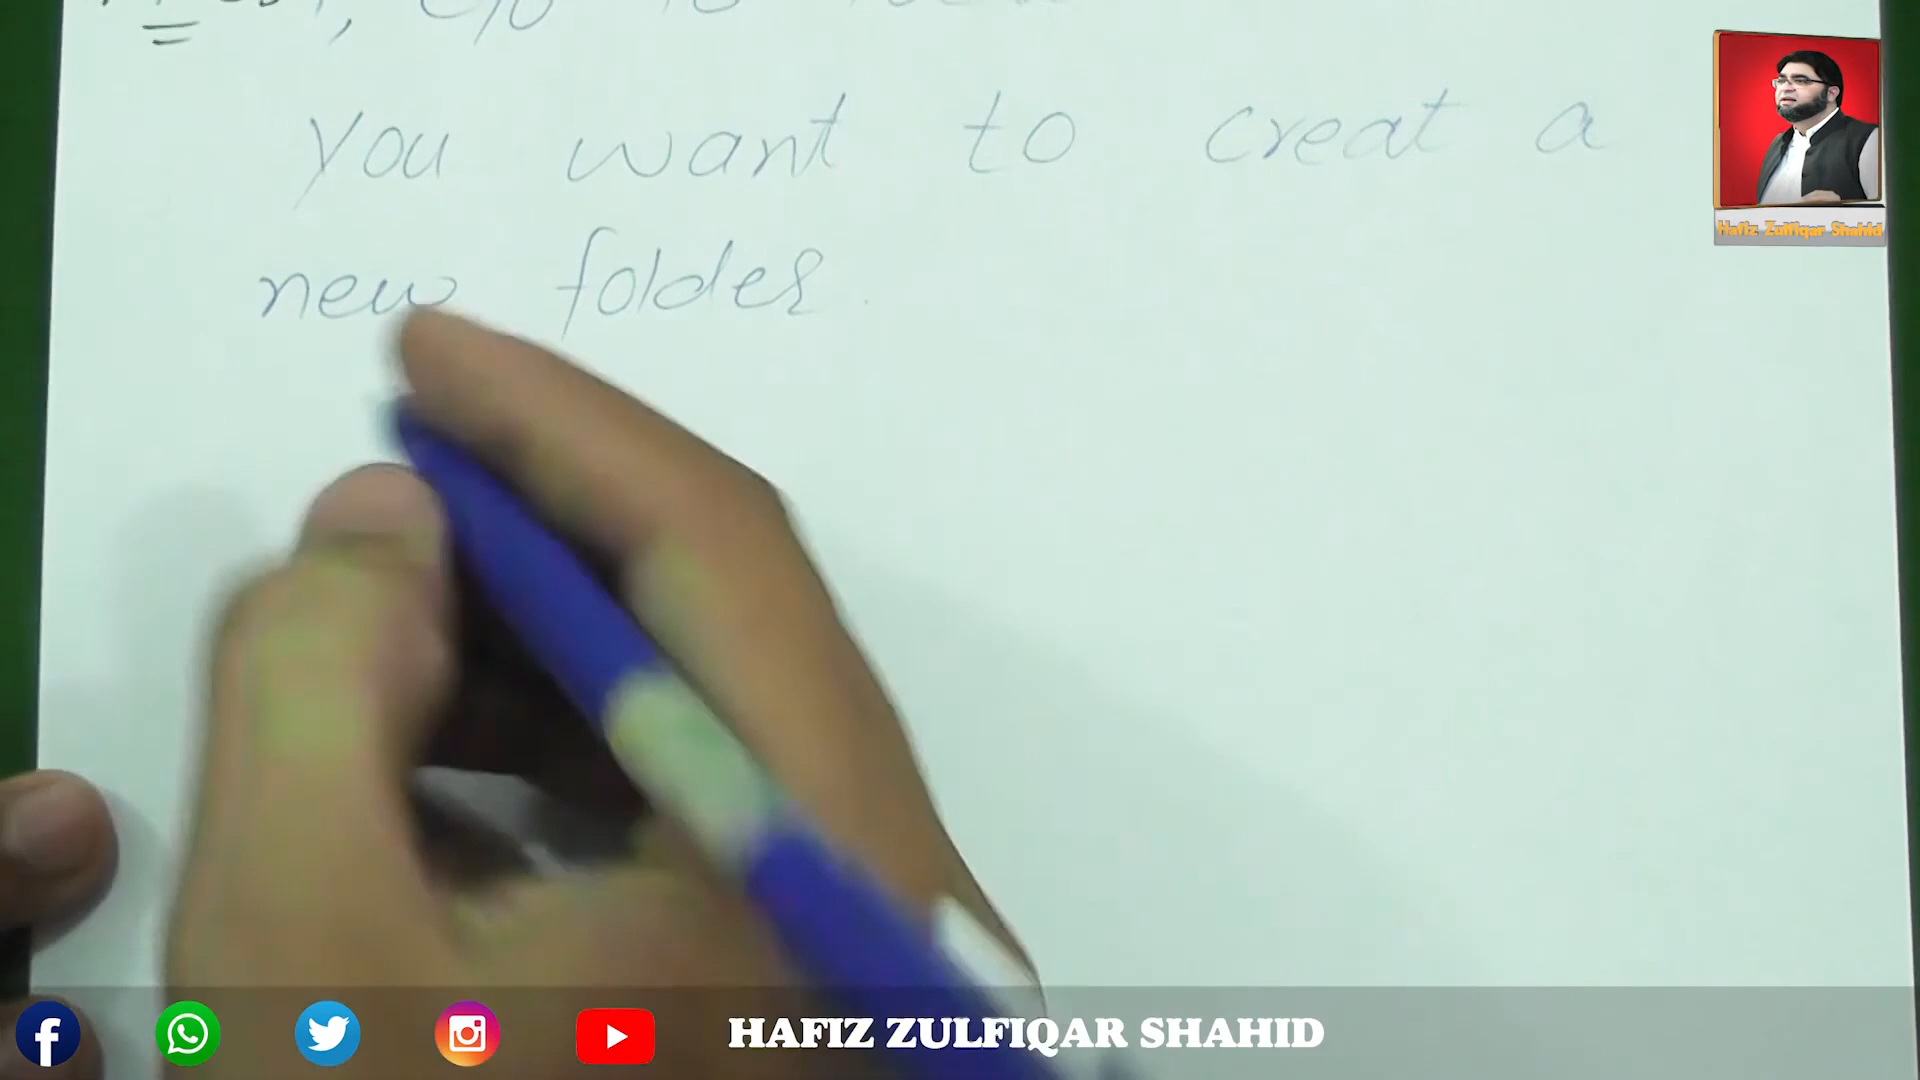 you want to creat a
new folder.
Hafiz Zulfiqar Shahid
HAFIZ ZULFIQAR SHAHID